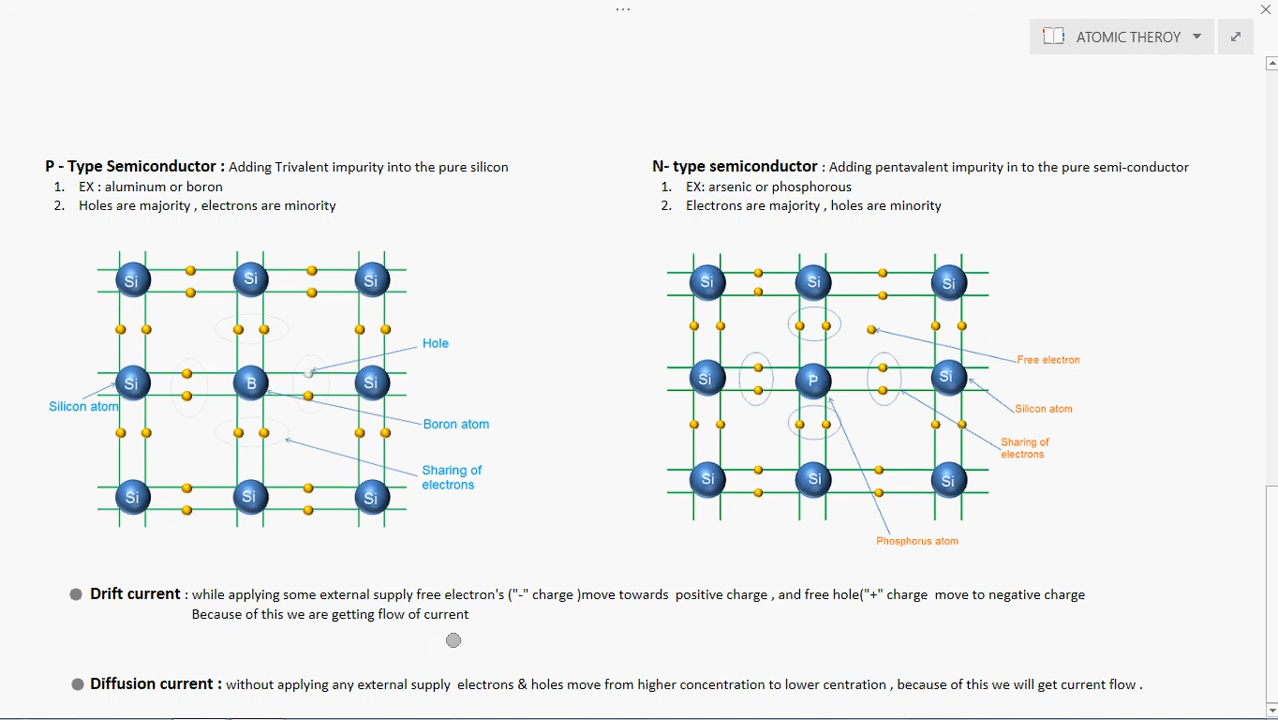 ATOMIC THEROY
P - Type Semiconductor : Adding Trivalent impurity into the pure silicon
1. EX : aluminum or boron
2. Holes are majority , electrons are minority
Si Si Si
Hole
Si B Si
Silicon atom
Boron atom
Sharing of
electrons
Si Si Si
N- type semiconductor : Adding pentavalent impurity in to the pure semi-conductor
1. EX: arsenic or phosphorous
2. Electrons are majority , holes are minority
Si Si Si
Free electron
Si P Si
Silicon atom
Sharing of
electrons
Si Si Si
Phosphorus atom
Drift current : while applying some external supply free electron's ("-" charge )move towards positive charge , and free hole("+" charge move to negative charge
Because of this we are getting flow of current
Diffusion current : without applying any external supply electrons & holes move from higher concentration to lower centration , because of this we will get current flow .